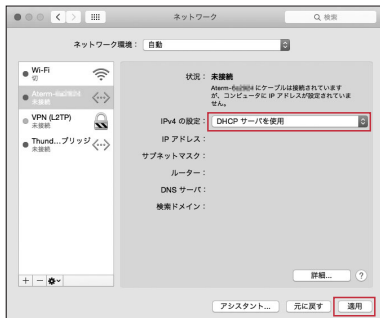 ネットワーク
検索
ネットワーク環境： 自動
Wi-Fi
切
Aterm-
未接続
VPN (L2TP)
未接続
Thund...ブリッジ
未接続
状況： 未接続
Aterm- にケーブルは接続されています
が、コンピュータに IP アドレスが設定されていま
せん。
IPv4 の設定： DHCP サーバを使用
IP アドレス：
サブネットマスク：
ルーター：
DNS サーバ：
検索ドメイン：
詳細... ?
アシスタント... 元に戻す 適用